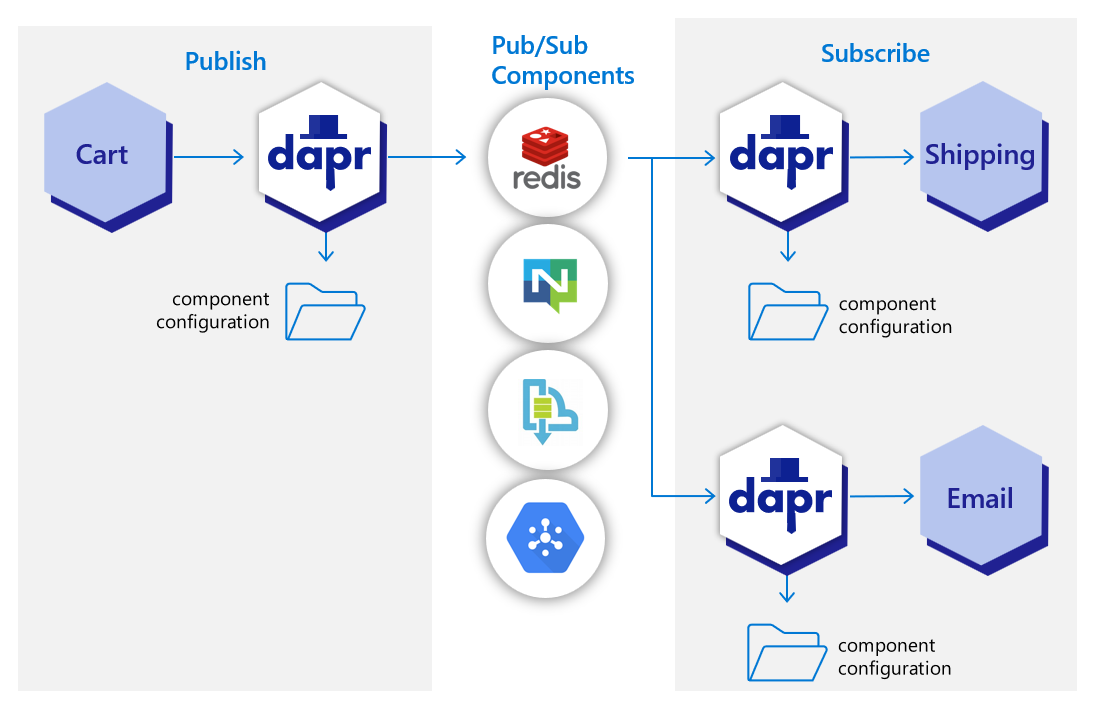 Publish
Cart
dapr
component
configuration
Pub/Sub
Components
redis
N
Subscribe
dapr
Shipping
component
configuration
dapr
Email
component
configuration